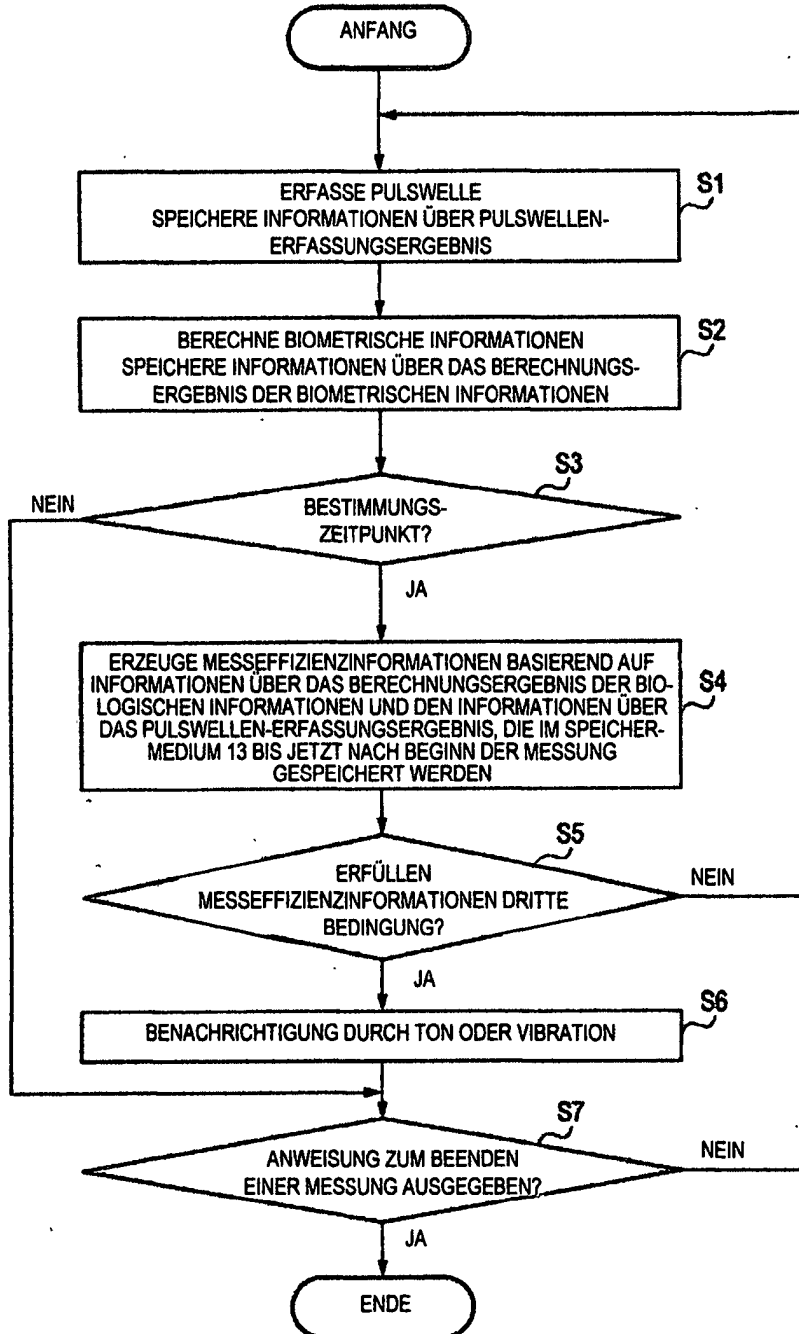 ANFANG
ERFASSE PULSWELLE
SPEICHERE INFORMATIONEN ÜBER PULSWELLEN-
ERFASSUNGSERGEBNIS
S1
BERECHNE BIOMETRISCHE INFORMATIONEN
SPEICHERE INFORMATIONEN ÜBER DAS BERECHNUNGS-
ERGEBNIS DER BIOMETRISCHEN INFORMATIONEN
S2
S3
NEIN
BESTIMMUNGS-
ZEITPUNKT?
JA
ERZEUGE MESSEFFIZIENZINFORMATIONEN BASIEREND AUF
INFORMATIONEN ÜBER DAS BERECHNUNGSERGEBNIS DER BIO-
LOGISCHEN INFORMATIONEN UND DEN INFORMATIONEN ÜBER
DAS PULSWELLEN-ERFASSUNGSERGEBNIS, DIE IM SPEICHER-
MEDIUM 13 BIS JETZT NACH BEGINN DER MESSUNG
GESPEICHERT WERDEN
S4
S5
ERFÜLLEN
MESSEFFIZIENZINFORMATIONEN DRITTE
BEDINGUNG?
NEIN
JA
BENACHRICHTIGUNG DURCH TON ODER VIBRATION
S6
S7
ANWEISUNG ZUM BEENDEN
EINER MESSUNG AUSGEGEBEN?
NEIN
JA
ENDE